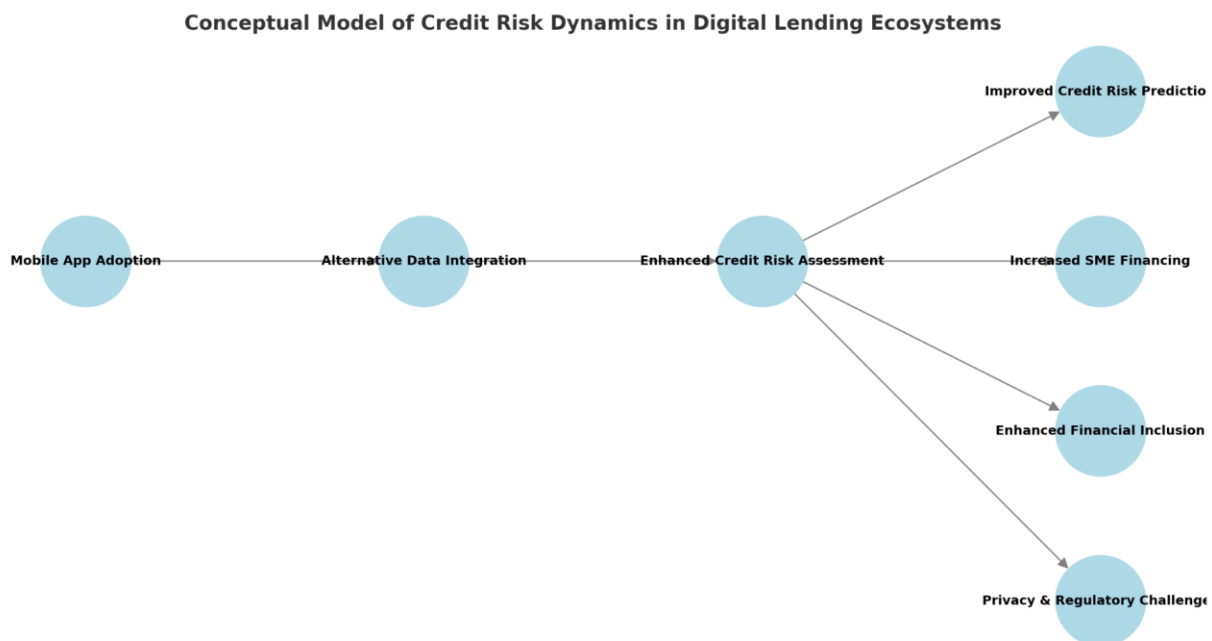 Conceptual Model of Credit Risk Dynamics in Digital Lending Ecosystems
Improved Credit Risk Predictio
Mobile App Adoption
Alternative Data Integration
Enhanced Credit Risk Assessment
Increased SME Financing
Enhanced Financial Inclusion
Privacy & Regulatory Challenge